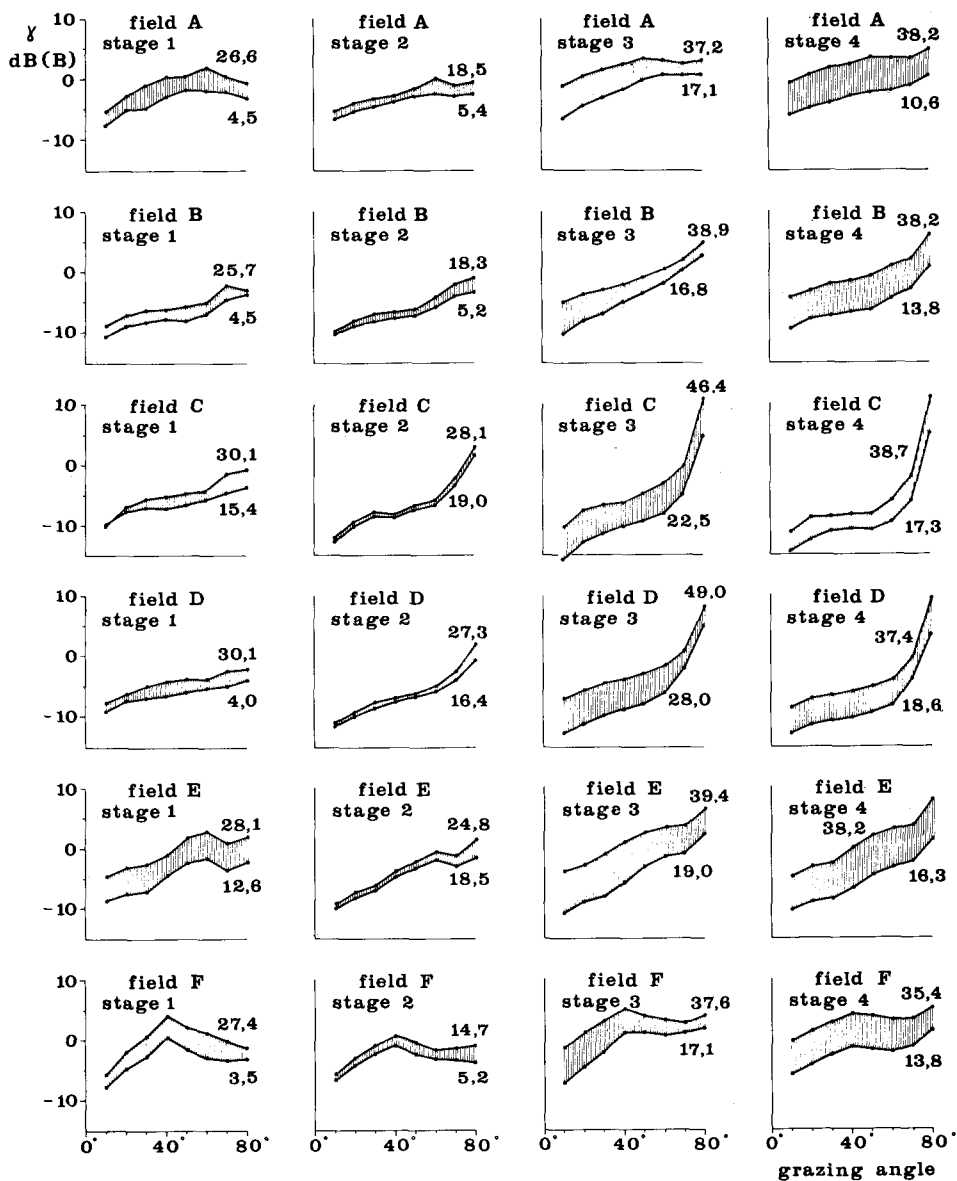 γ
dB(B)
10
0
-10
field A
stage 1
26,6
4,5
field A
stage 2
18,5
5,4
field A
stage 3
37,2
17,1
field A
stage 4
38,2
10,6
10
0
-10
field B
stage 1
25,7
4,5
field B
stage 2
18,3
5,2
field B
stage 3
38,9
16,8
field B
stage 4
38,2
13,8
10
0
-10
field C
stage 1
30,1
15,4
field C
stage 2
28,1
19,0
field C
stage 3
46,4
22,5
field C
stage 4
38,7
17,3
10
0
-10
field D
stage 1
30,1
4,0
field D
stage 2
27,3
16,4
field D
stage 3
49,0
28,0
field D
stage 4
37,4
18,6
10
0
-10
field E
stage 1
28,1
12,6
field E
stage 2
24,8
18,5
field E
stage 3
39,4
19,0
field E
stage 4
38,2
16,3
10
0
-10
field F
stage 1
27,4
3,5
field F
stage 2
14,7
5,2
field F
stage 3
37,6
17,1
field F
stage 4
35,4
13,8
0° 40° 80°
0° 40° 80°
0° 40° 80°
0° 40° 80°
grazing angle